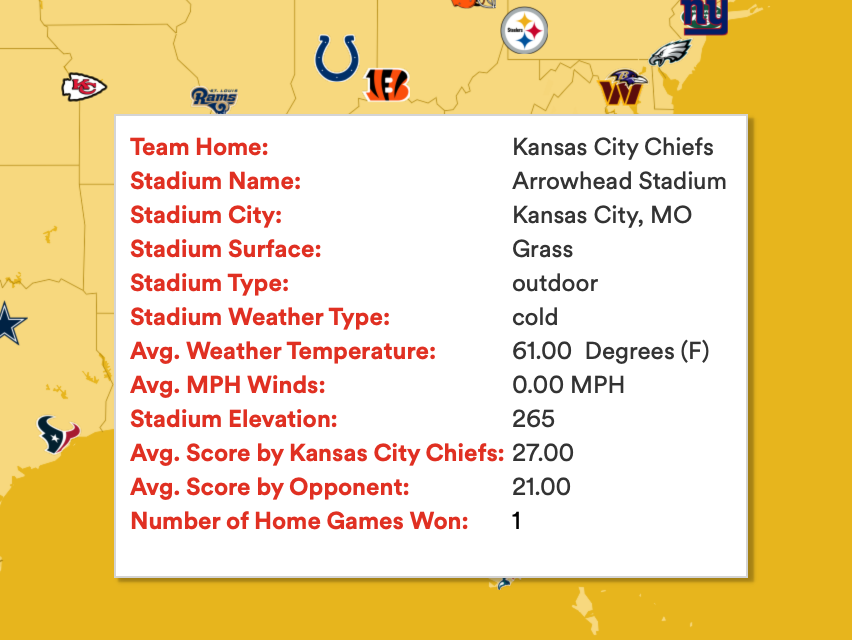 Steelers
ny
KC
ST. LOUIS
Rams
B
W
Team Home: Kansas City Chiefs
Stadium Name: Arrowhead Stadium
Stadium City: Kansas City, MO
Stadium Surface: Grass
Stadium Type: outdoor
Stadium Weather Type: cold
Avg. Weather Temperature: 61.00 Degrees (F)
Avg. MPH Winds: 0.00 MPH
Stadium Elevation: 265
Avg. Score by Kansas City Chiefs: 27.00
Avg. Score by Opponent: 21.00
Number of Home Games Won: 1